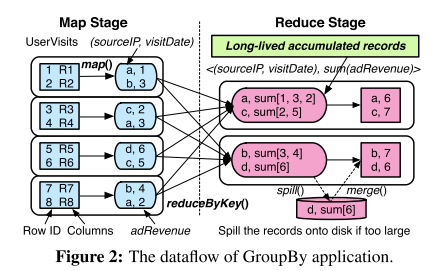 Map Stage
Reduce Stage
UserVisits
(sourceIP, visitDate)
Long-lived accumulated records
<(sourceIP, visitDate), sum(adRevenue)>
map()
1 R1
2 R2
a, 1
b, 3
3 R3
4 R4
c, 2
a, 3
5 R5
6 R6
d, 6
c, 5
7 R7
8 R8
b, 4
a, 2
a, sum[1, 3, 2]
c, sum[2, 5]
a, 6
c, 7
b, sum[3, 4]
d, sum[6]
b, 7
d, 6
reduceByKey()
spill()
merge()
d, sum[6]
Row ID
Columns
adRevenue
Spill the records onto disk if too large
Figure 2: The dataflow of GroupBy application.